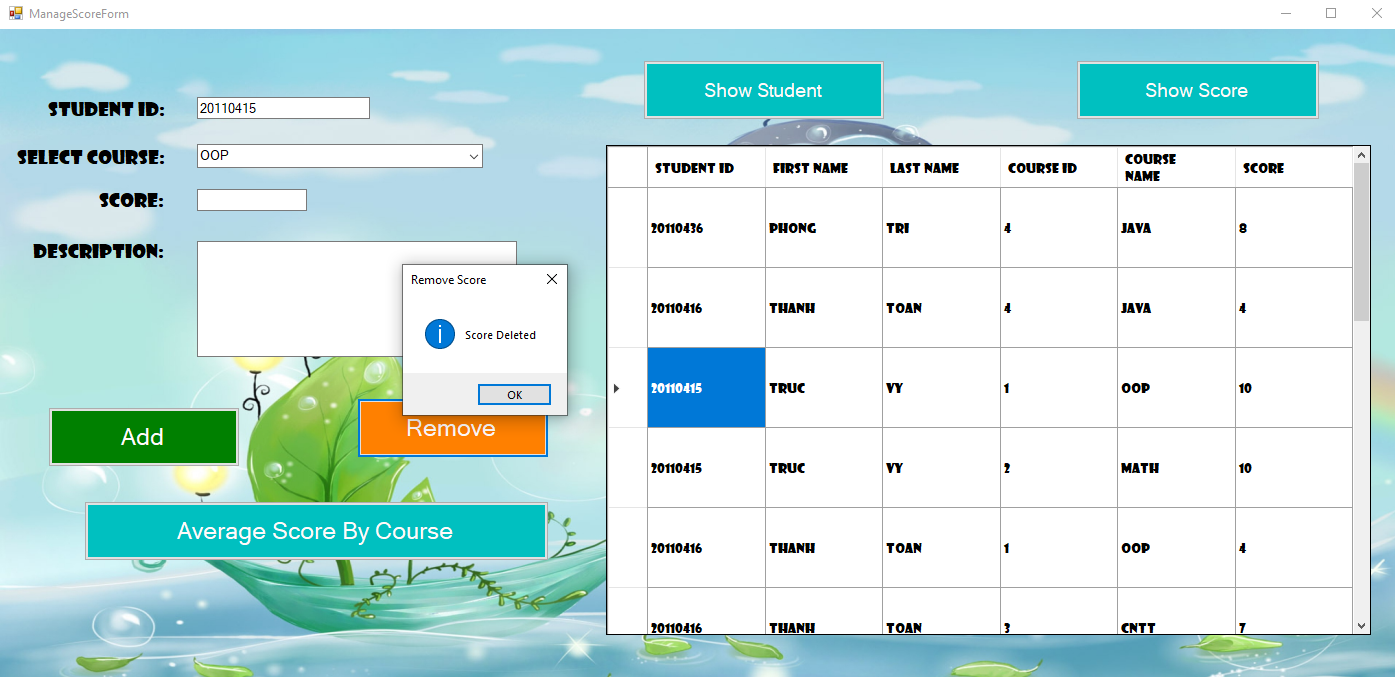 ManageScoreForm
Show Student
Show Score
STUDENT ID: 20110415
SELECT COURSE: OOP
SCORE:
DESCRIPTION:
Remove Score
Score Deleted
OK
Add
Remove
Average Score By Course
STUDENT ID FIRST NAME LAST NAME COURSE ID COURSE NAME SCORE
20110436 PHONG TRI 4 JAVA 8
20110416 THANH TOAN 4 JAVA 4
20110415 TRUC VY 1 OOP 10
20110415 TRUC VY 2 MATH 10
20110416 THANH TOAN 1 OOP 4
20110416 THANH TOAN 3 CNTT 7